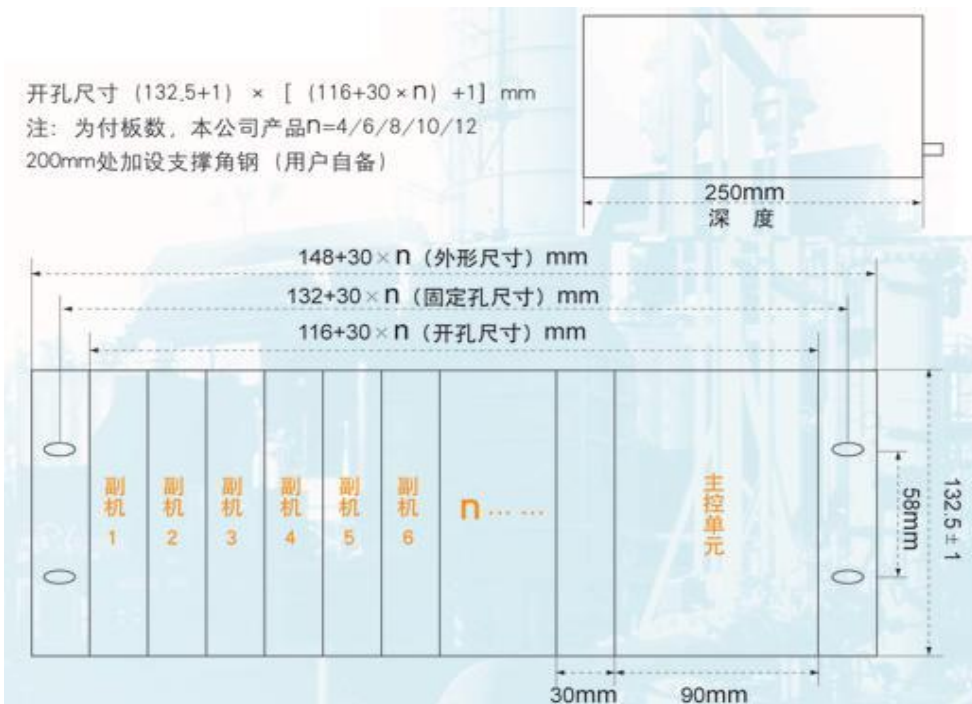 开孔尺寸 (132.5+1) × [ (116+30×n) +1] mm
注: 为付板数, 本公司产品n=4/6/8/10/12
200mm处加设支撑角钢 (用户自备)
250mm
深 度
148+30×n (外形尺寸) mm
132+30×n (固定孔尺寸) mm
116+30×n (开孔尺寸) mm
副机1
副机2
副机3
副机4
副机5
副机6
n……
主控单元
58mm
132.5±1
30mm
90mm